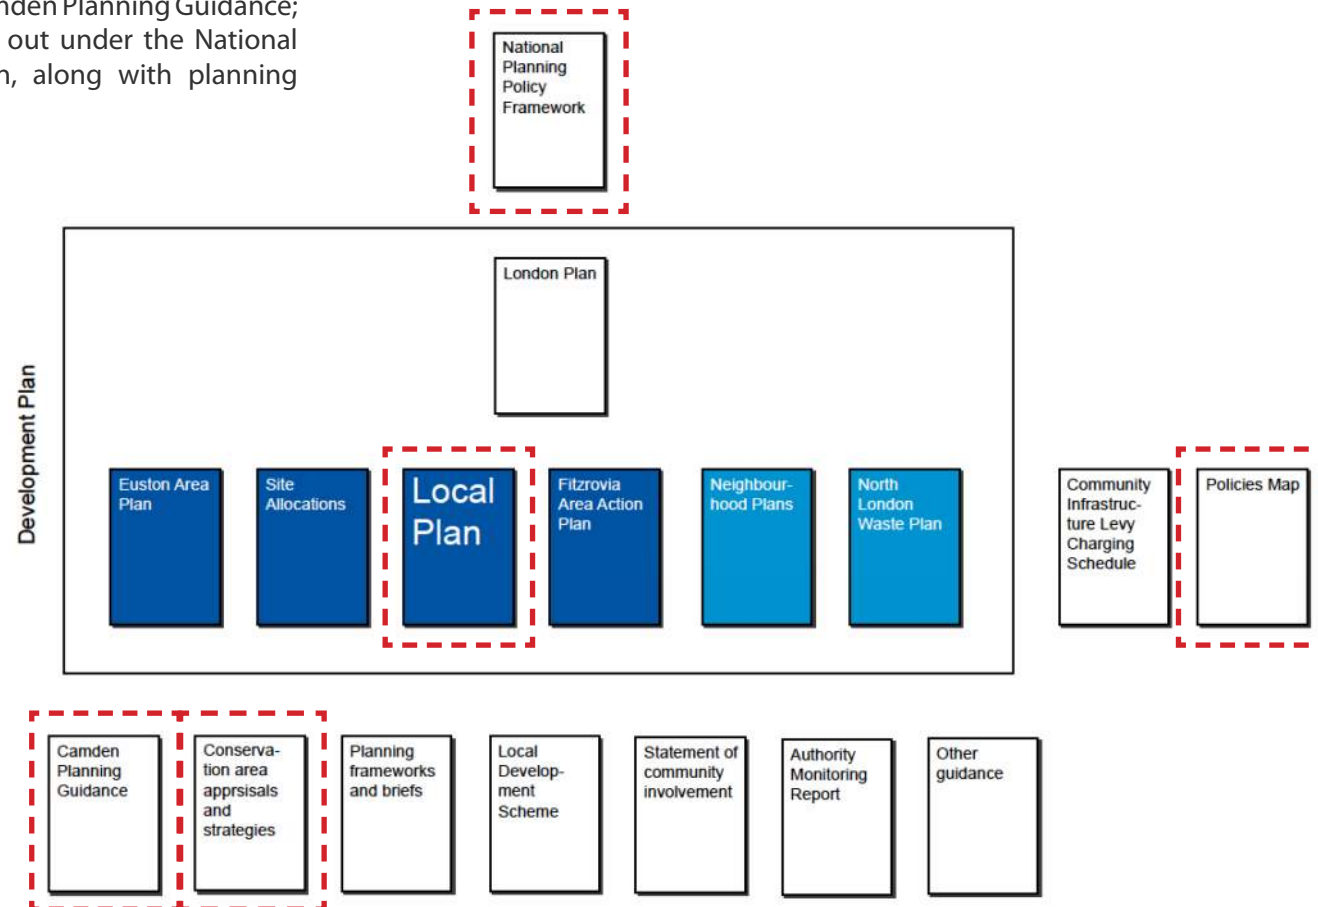 nden Planning Guidance;
out under the National
n, along with planning
National
Planning
Policy
Framework
London Plan
Development Plan
Euston Area
Plan
Site
Allocations
Local
Plan
Fitzrovia
Area Action
Plan
Neighbour-
hood Plans
North
London
Waste Plan
Community
Infrastruc-
ture Levy
Charging
Schedule
Policies Map
Camden
Planning
Guidance
Conserva-
tion area
apprsisals
and
strategies
Planning
frameworks
and briefs
Local
Develop-
ment
Scheme
Statement of
community
involvement
Authority
Monitoring
Report
Other
guidance